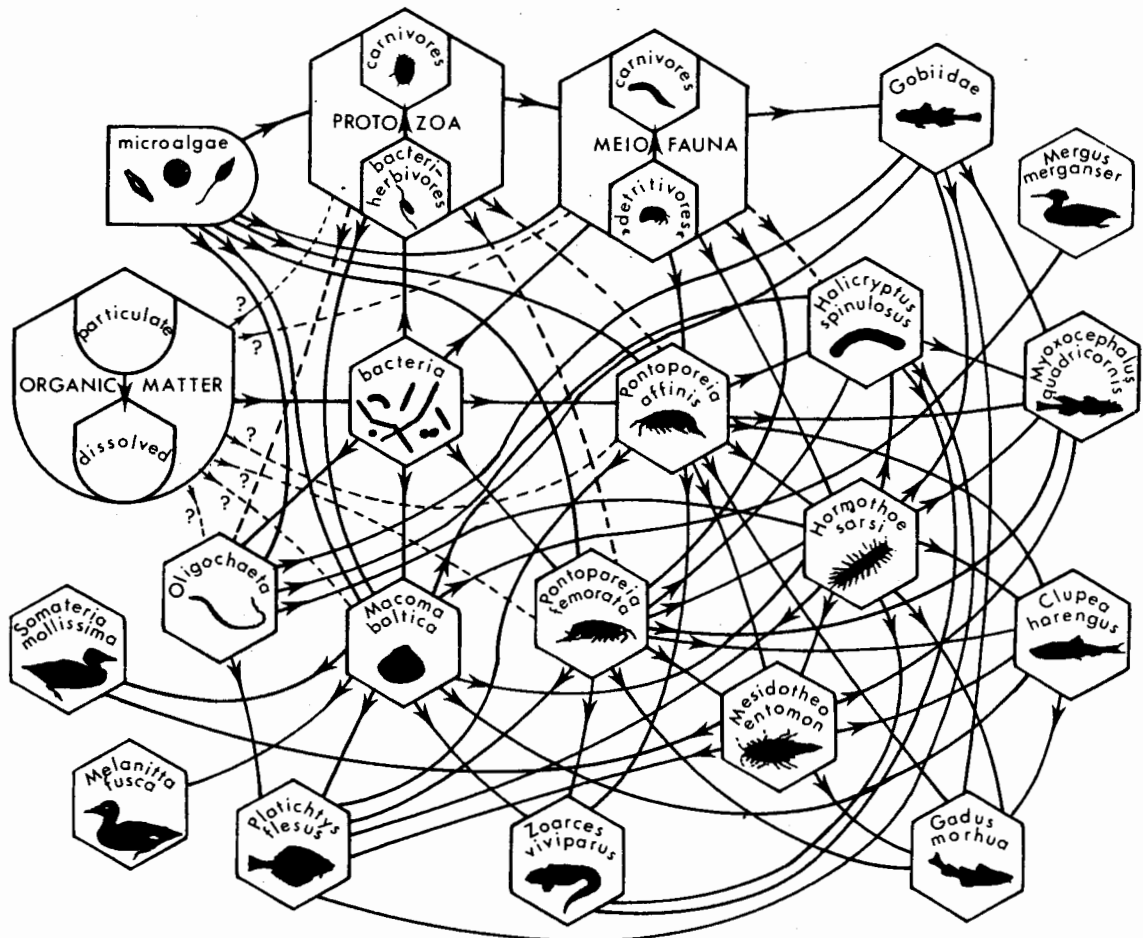 carnivores
PROTOZOA
bacteri-
herbivores
carnivores
MEIOFAUNA
"detritivores"
Gobiidae
microalgae
Mergus
merganser
particulate
ORGANIC MATTER
dissolved
?
?
?
?
?
?
bacteria
Pontoporeia
affinis
Halicryptus
spinulosus
Myoxocephalus
quadricornis
Hormothoe
sarsi
Oligochaeta
Macoma
baltica
Pontoporeia
femorata
Clupea
harengus
Somateria
mollissima
Mesidotheo
entomon
Melanitta
fusca
Platichtys
flesus
Zoarces
viviparus
Gadus
morhua